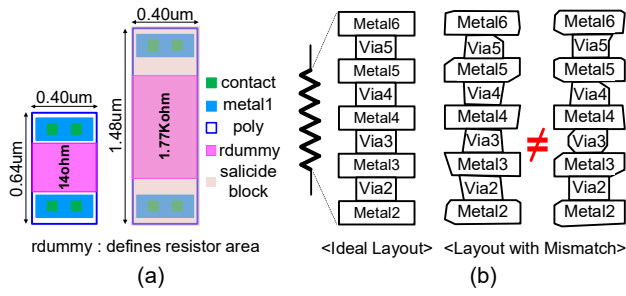 0.40um
0.40um
0.64um
14ohm
1.48um
1.77Kohm
contact
metal1
poly
rdummy
salicide
block
rdummy : defines resistor area
(a)
Metal6
Via5
Metal5
Via4
Metal4
Via3
Metal3
Via2
Metal2
<Ideal Layout>
Metal6
Via5
Metal5
Via4
Metal4
Via3
Metal3
Via2
Metal2
≠
Metal6
Via5
Metal5
Via4
Metal4
Via3
Metal3
Via2
Metal2
<Layout with Mismatch>
(b)